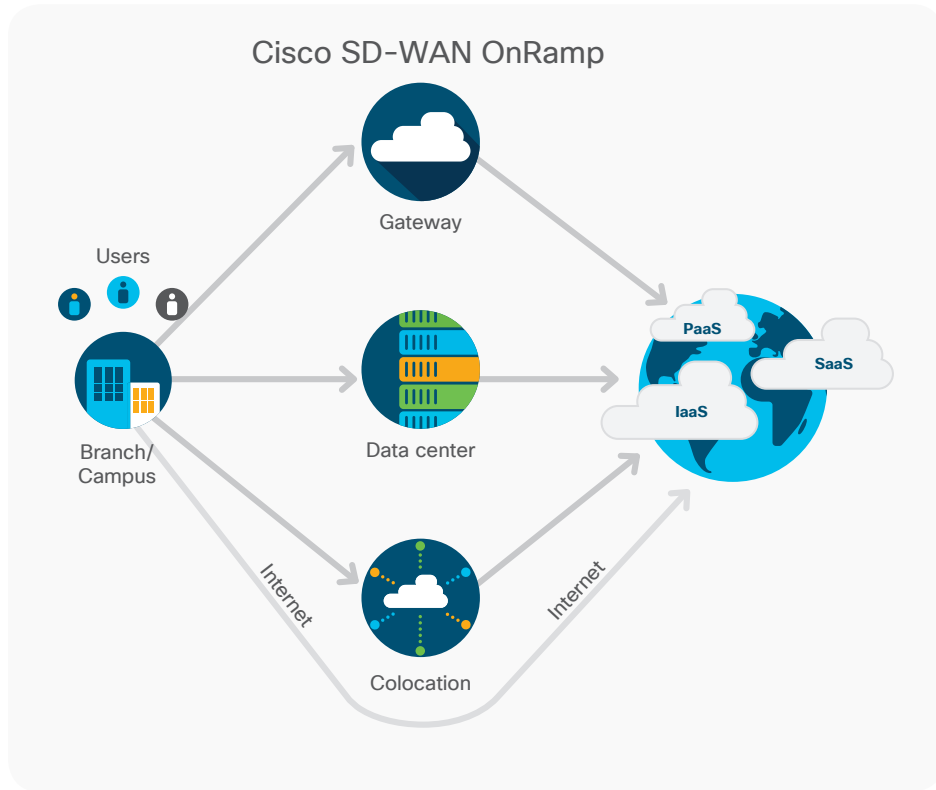 Cisco SD-WAN OnRamp
Gateway
Users
PaaS
SaaS
IaaS
Branch/
Campus
Data center
Internet
Internet
Colocation